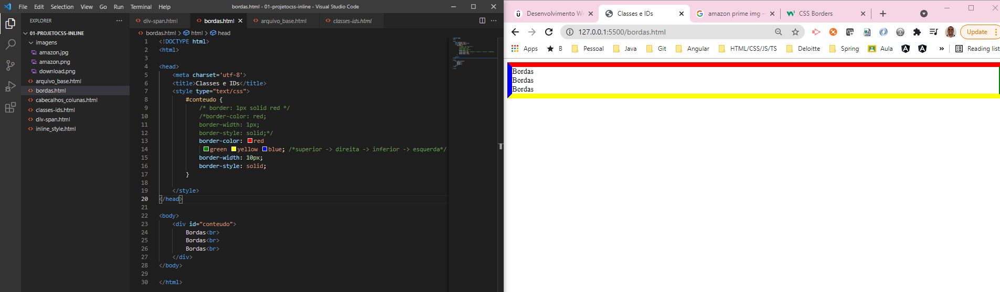 File Edit Selection View Go Run Terminal Help
bordas.html - 01-projetocss-inline - Visual Studio Code
EXPLORER
01-PROJETOCSS-INLINE
imagens
amazon.jpg
amazon.png
download.png
arquivo_base.html
bordas.html
cabecalhos_colunas.html
classes-ids.html
div-span.html
inline_style.html
div-span.html bordas.html arquivo_base.html classes-ids.html
bordas.html > html > head
1 <!DOCTYPE html>
2 <html>
3
4 <head>
5 <meta charset='utf-8'>
6 <title>Classes e IDs</title>
7 <style type="text/css">
8 #conteudo {
9 /* border: 1px solid red */
10 /*border-color: red;
11 border-width: 1px;
12 border-style: solid;*/
13 border-color: red
14 green yellow blue; /*superior -> direita -> inferior -> esquerda*/
15 border-width: 10px;
16 border-style: solid;
17 }
18
19 </style>
20 </head>
21
22 <body>
23 <div id="conteudo">
24 Bordas<br>
25 Bordas<br>
26 Bordas<br>
27 </div>
28 </body>
29
30 </html>
Desenvolvimento We Classes e IDs amazon prime img - CSS Borders
127.0.0.1:5500/bordas.html
Update
Apps B Pessoal Java Git Angular HTML/CSS/JS/TS Deloitte Spring Aula » Reading list
Bordas
Bordas
Bordas